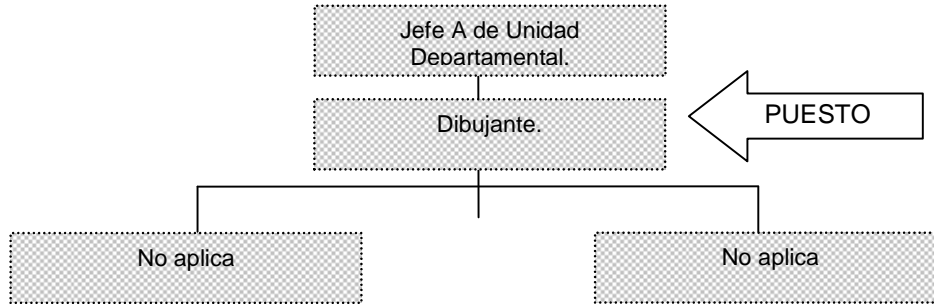 Jefe A de Unidad
Departamental.
Dibujante.
PUESTO
No aplica
No aplica